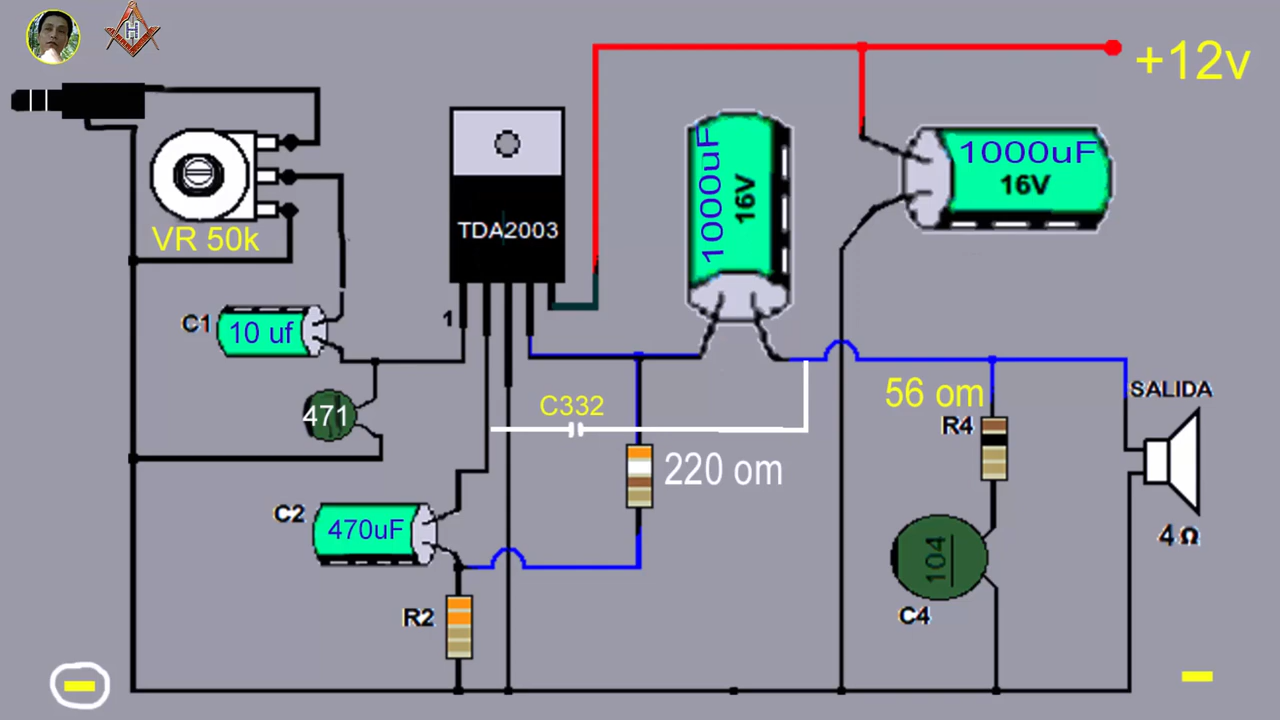 H
+12v
1000uF
16V
1000uF
16V
TDA2003
VR 50k
1
C1
10 uf
471
C332
56 om
SALIDA
R4
220 om
C2
470uF
4 Ω
104
R2
C4
-
-